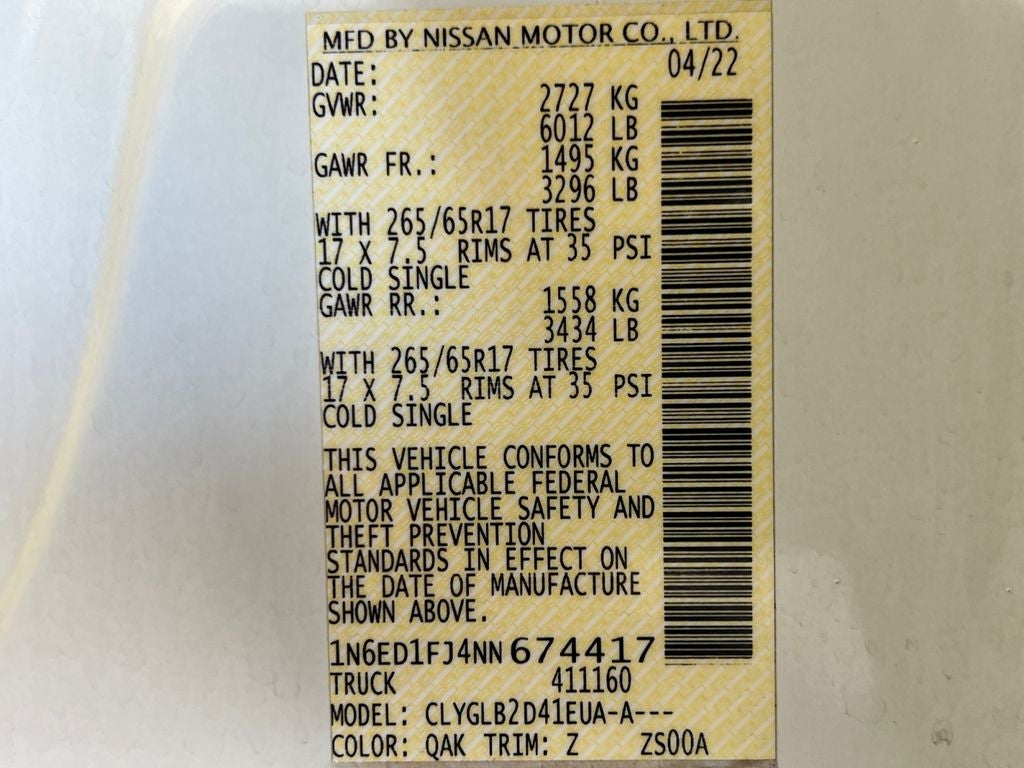 MFD BY NISSAN MOTOR CO., LTD.
DATE: 04/22
GVWR: 2727 KG
6012 LB
GAWR FR.: 1495 KG
3296 LB
WITH 265/65R17 TIRES
17 X 7.5 RIMS AT 35 PSI
COLD SINGLE
GAWR RR.: 1558 KG
3434 LB
WITH 265/65R17 TIRES
17 X 7.5 RIMS AT 35 PSI
COLD SINGLE
THIS VEHICLE CONFORMS TO
ALL APPLICABLE FEDERAL
MOTOR VEHICLE SAFETY AND
THEFT PREVENTION
STANDARDS IN EFFECT ON
THE DATE OF MANUFACTURE
SHOWN ABOVE.
1N6ED1FJ4NN674417
TRUCK 411160
MODEL: CLYGLB2D41EUA-A---
COLOR: QAK TRIM: Z ZS00A